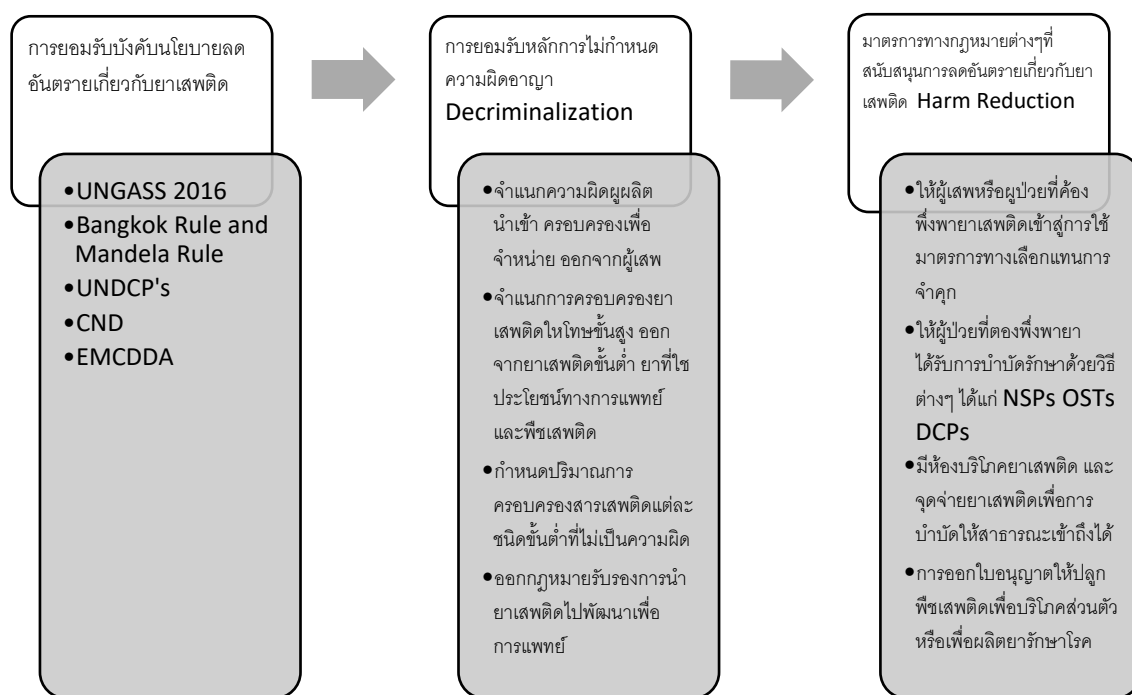 การยอมรับบังคับนโยบายลด
อันตรายเกี่ยวกับยาเสพติด
•UNGASS 2016
•Bangkok Rule and
Mandela Rule
•UNDCP's
•CND
•EMCDDA
การยอมรับหลักการไม่กำหนด
ความผิดอาญา
Decriminalization
•จำแนกความผิดผูผลิต
นำเข้า ครอบครองเพื่อ
จำหน่าย ออกจากผู้เสพ
•จำแนกการครอบครองยา
เสพติดใหโทษขั้นสูง ออก
จากยาเสพติดขั้นต่ำ ยาที่ใช
ประโยชน์ทางการแพทย์
และพืชเสพติด
•กำหนดปริมาณการ
ครอบครองสารเสพติดแต่ละ
ชนิดขั้นต่ำที่ไม่เป็นความผิด
•ออกกฎหมายรับรองการนำ
ยาเสพติดไปพัฒนาเพื่อ
การแพทย์
มาตรการทางกฎหมายต่างๆที่
สนับสนุนการลดอันตรายเกี่ยวกับยา
เสพติด Harm Reduction
•ให้ผู้เสพหรือผูป่วยที่ค้อง
พึ่งพายาเสพติดเข้าสู่การใช้
มาตรการทางเลือกแทนการ
จำคุก
•ให้ผู้ป่วยที่ตองพึ่งพายา
ได้รับการบำบัดรักษาด้วยวิธี
ต่างๆ ได้แก่ NSPs OSTs
DCPs
•มีห้องบริโภคยาเสพติด และ
จุดจ่ายยาเสพติดเพื่อการ
บำบัดให้สาธารณะเข้าถึงได้
•การออกใบอนุญาตให้ปลูก
พืชเสพติดเพื่อบริโภคส่วนตัว
หรือเพื่อผลิตยารักษาโรค